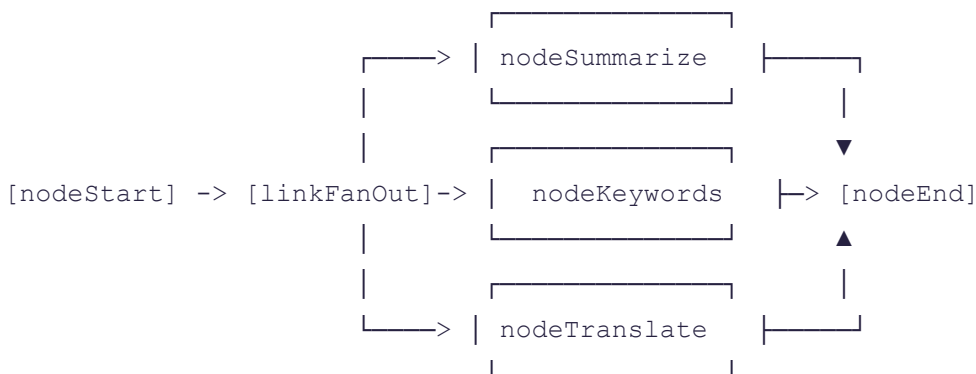 nodeSummarize
[nodeStart] -> [linkFanOut]-> nodeKeywords > [nodeEnd]
nodeTranslate